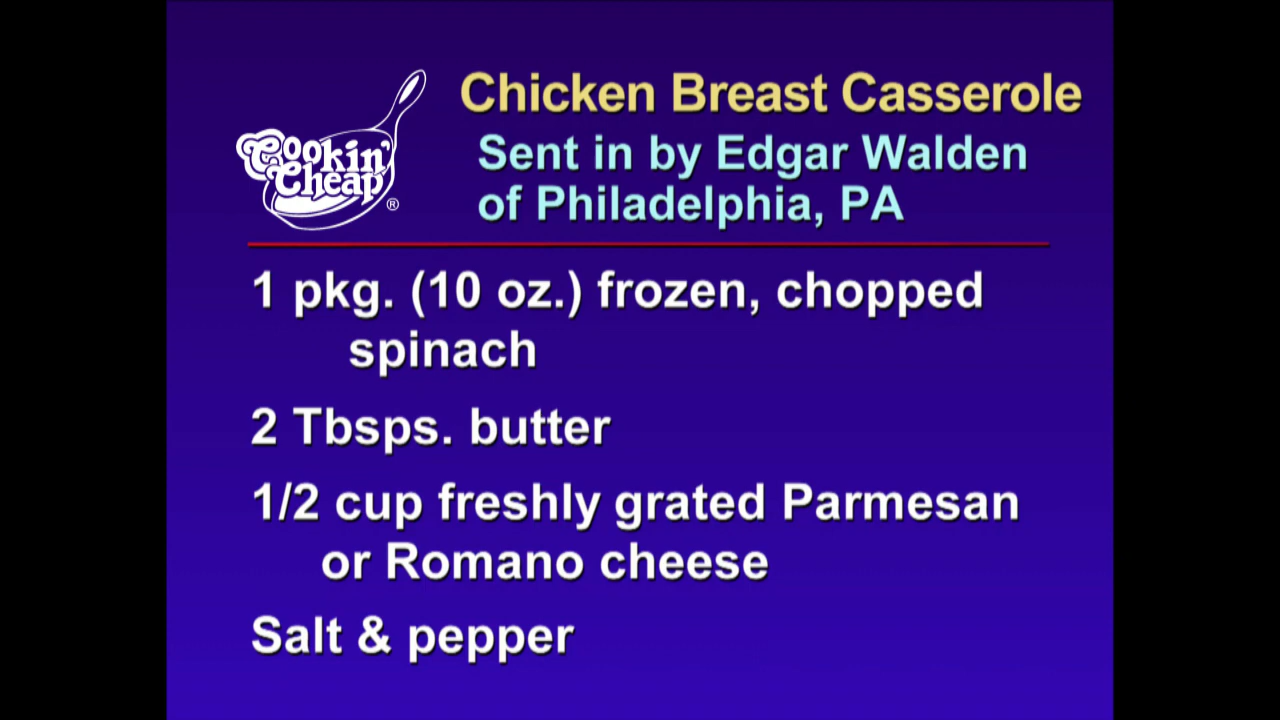 Cookin'
Cheap
®
Chicken Breast Casserole
Sent in by Edgar Walden
of Philadelphia, PA
1 pkg. (10 oz.) frozen, chopped
spinach
2 Tbsps. butter
1/2 cup freshly grated Parmesan
or Romano cheese
Salt & pepper